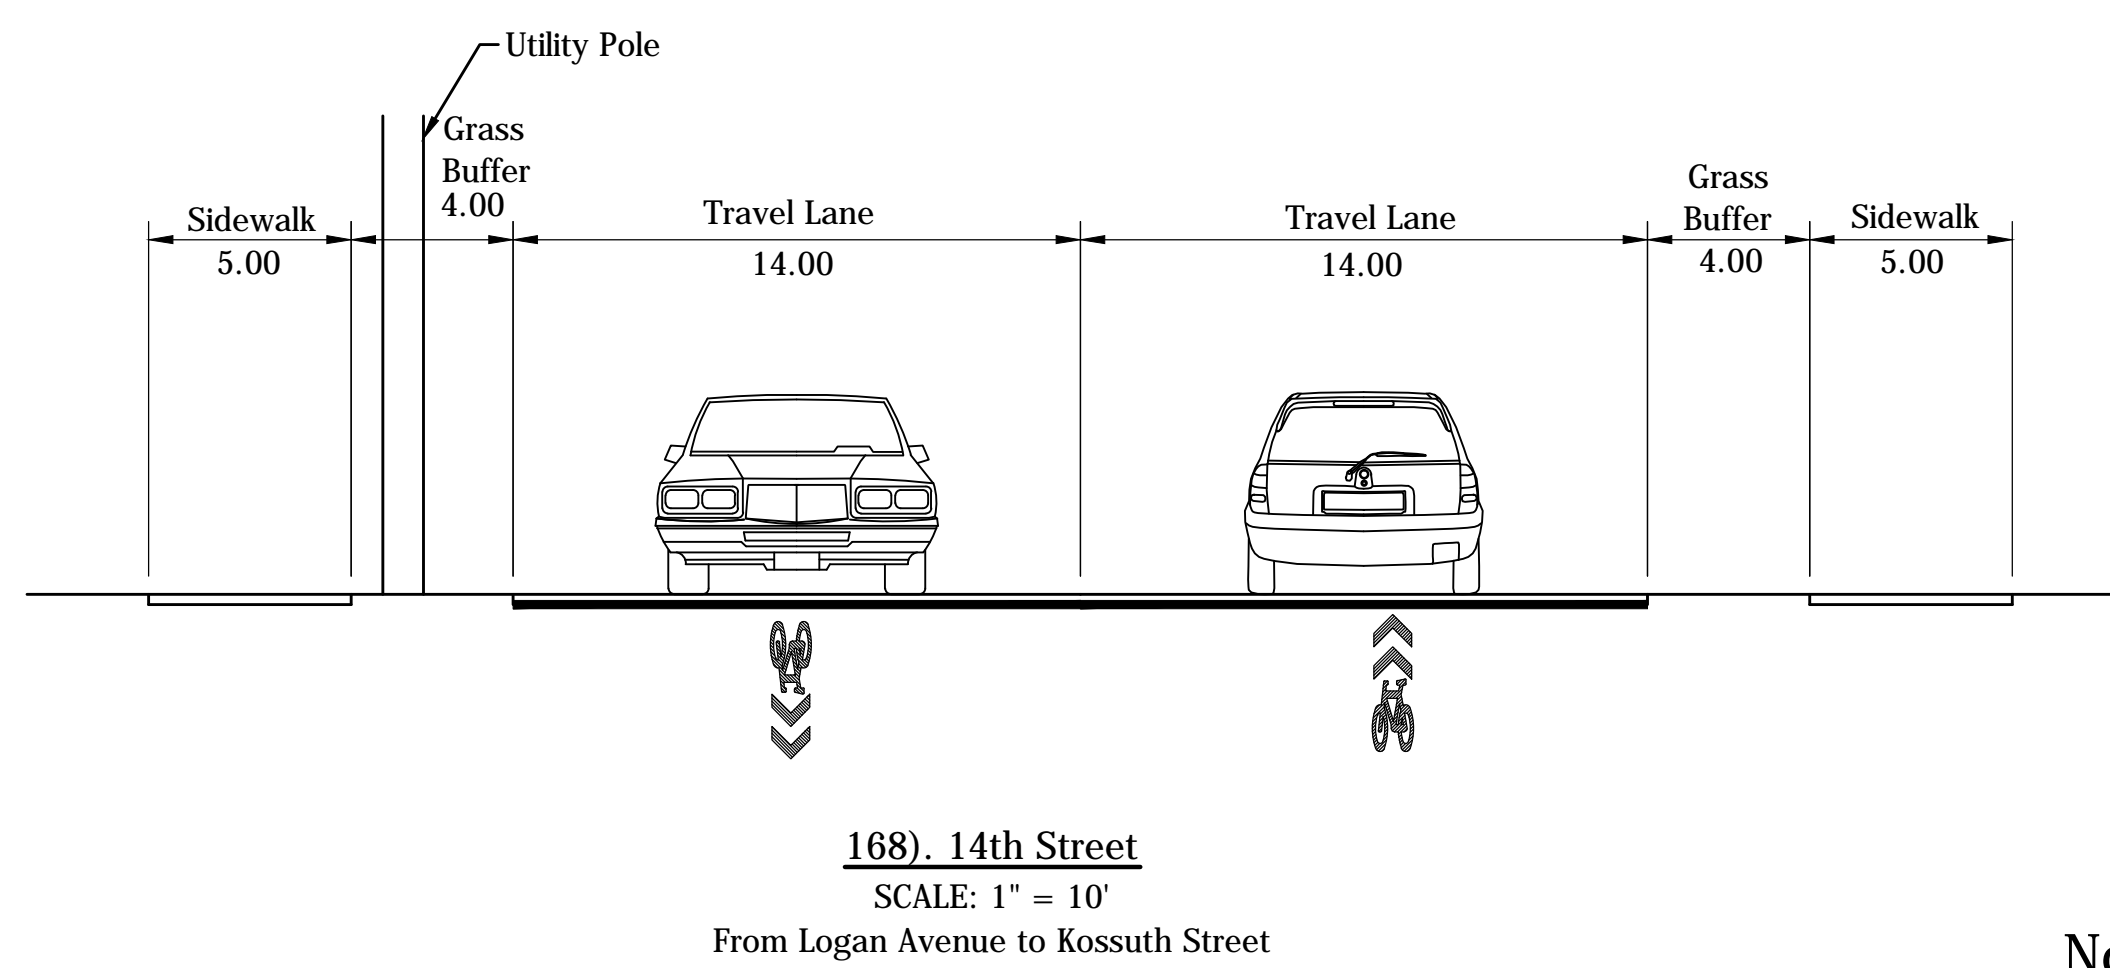 Utility Pole
Grass
Buffer
4.00
Sidewalk
5.00
Travel Lane
14.00
Travel Lane
14.00
Grass
Buffer
4.00
Sidewalk
5.00
168). 14th Street
SCALE: 1" = 10'
From Logan Avenue to Kossuth Street